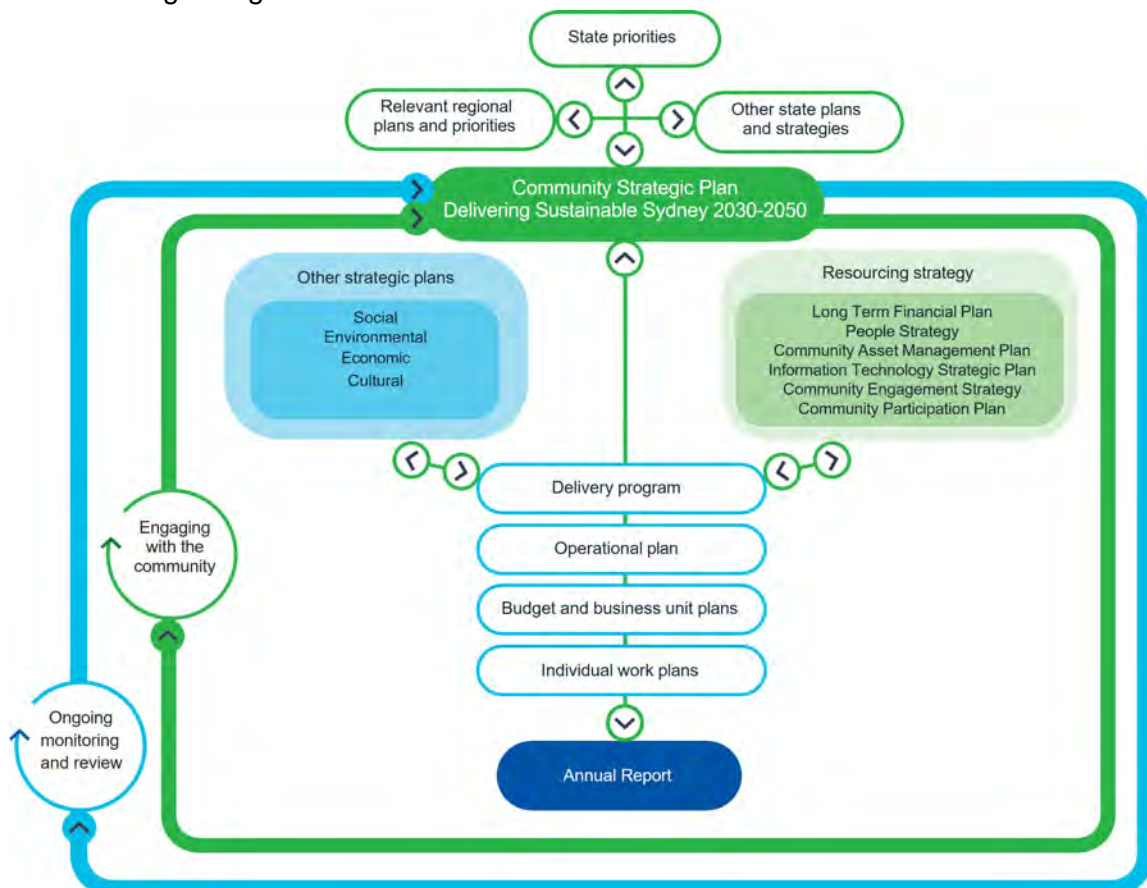 State priorities
Relevant regional
plans and priorities
Other state plans
and strategies
Community Strategic Plan
Delivering Sustainable Sydney 2030-2050
Other strategic plans
Social
Environmental
Economic
Cultural
Resourcing strategy
Long Term Financial Plan
People Strategy
Community Asset Management Plan
Information Technology Strategic Plan
Community Engagement Strategy
Community Participation Plan
Delivery program
Engaging
with the
community
Operational plan
Budget and business unit plans
Individual work plans
Ongoing
monitoring
and review
Annual Report